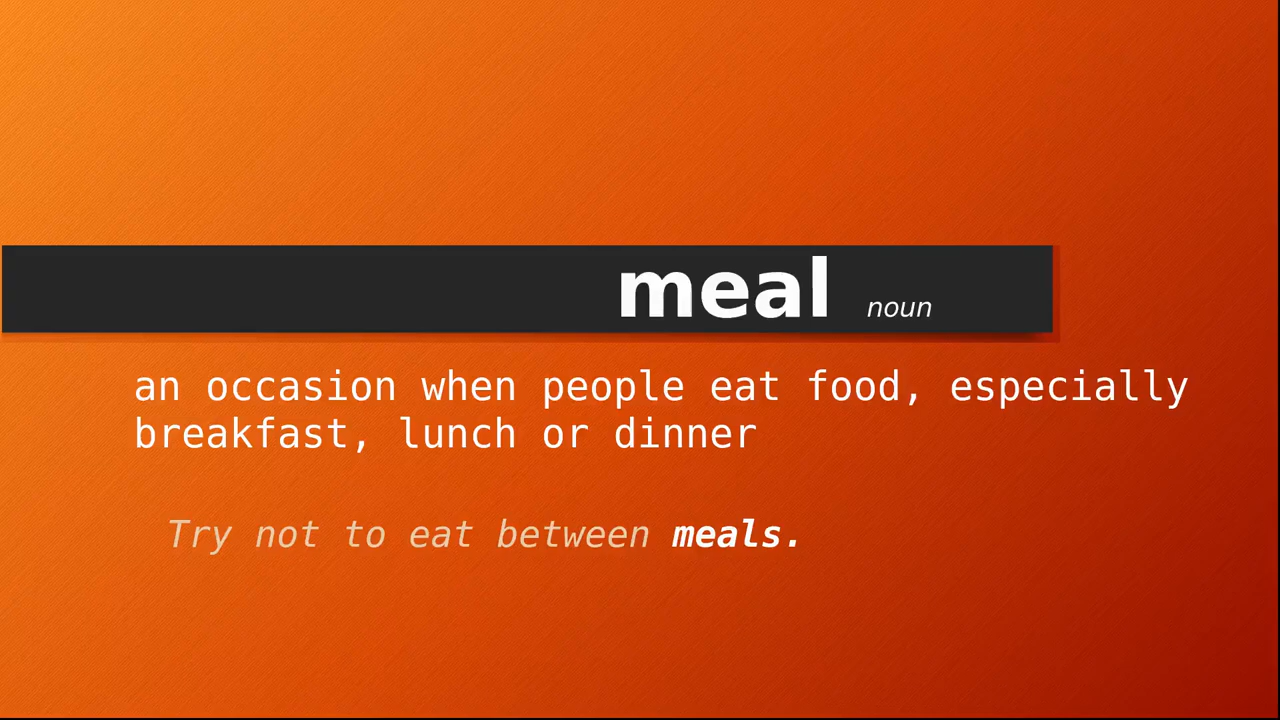 meal noun
an occasion when people eat food, especially
breakfast, lunch or dinner
Try not to eat between meals.